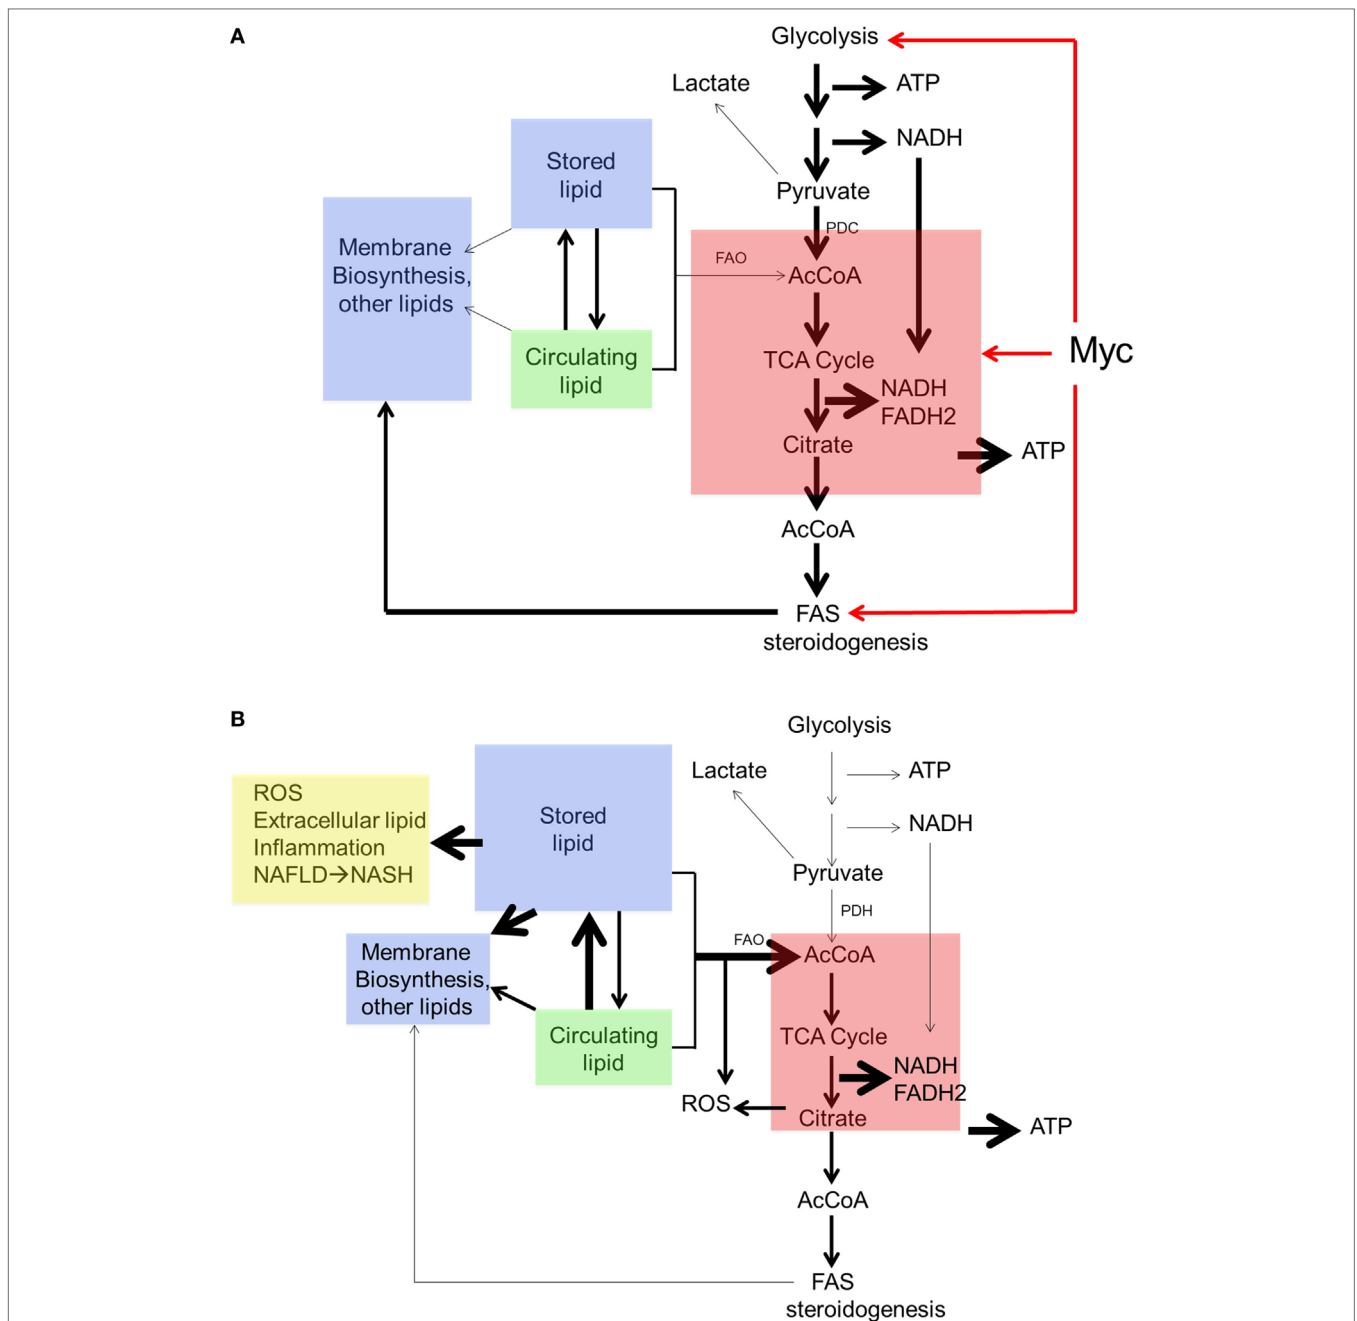 A
Glycolysis
Lactate
ATP
NADH
Stored
lipid
Pyruvate
PDC
Membrane
Biosynthesis,
other lipids
FAO
AcCoA
Circulating
lipid
TCA Cycle
Myc
NADH
FADH2
Citrate
ATP
AcCoA
FAS
steroidogenesis
B
Glycolysis
Lactate
ATP
ROS
Extracellular lipid
Inflammation
NAFLD→NASH
Stored
lipid
NADH
Pyruvate
PDH
Membrane
Biosynthesis,
other lipids
FAO
AcCoA
Circulating
lipid
TCA Cycle
NADH
FADH2
ROS
Citrate
ATP
AcCoA
FAS
steroidogenesis